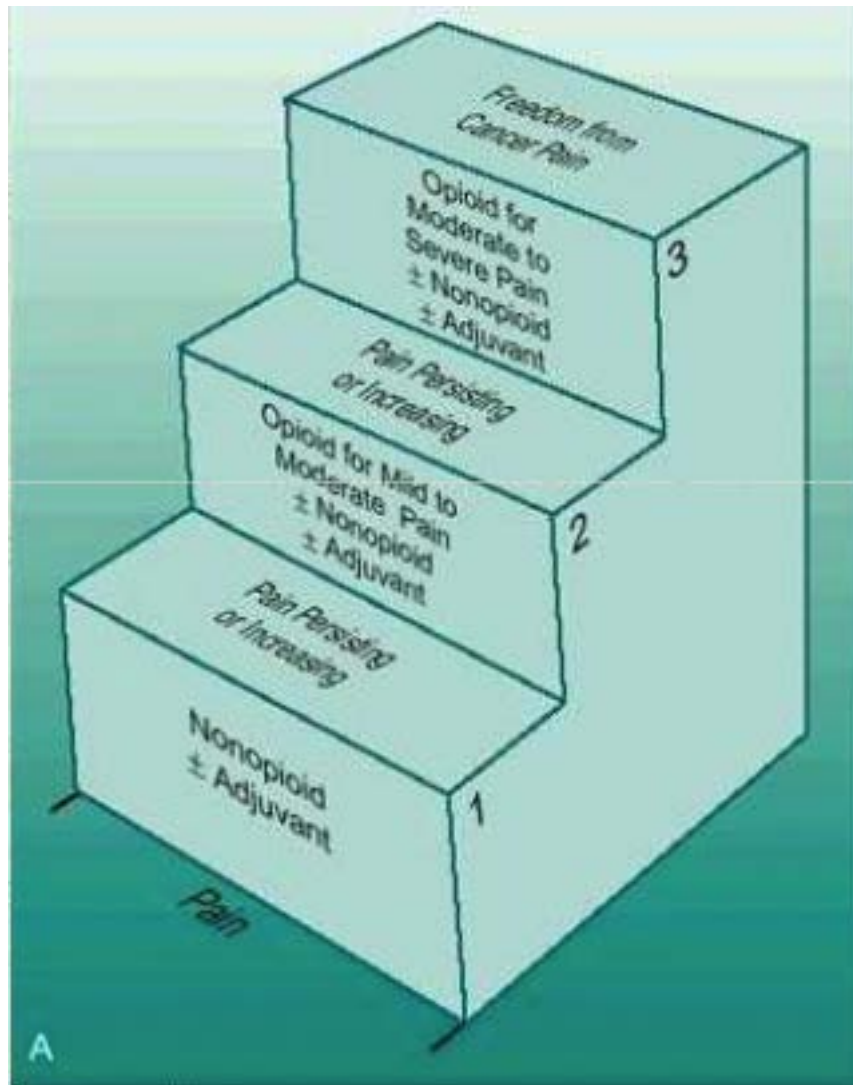 Freedom from
Cancer Pain
Opioid for
Moderate to
Severe Pain
± Nonopioid
± Adjuvant
3
Pain Persisting
or Increasing
Opioid for Mild to
Moderate Pain
± Nonopioid
± Adjuvant
2
Pain Persisting
or Increasing
Nonopioid
± Adjuvant
1
Pain
A